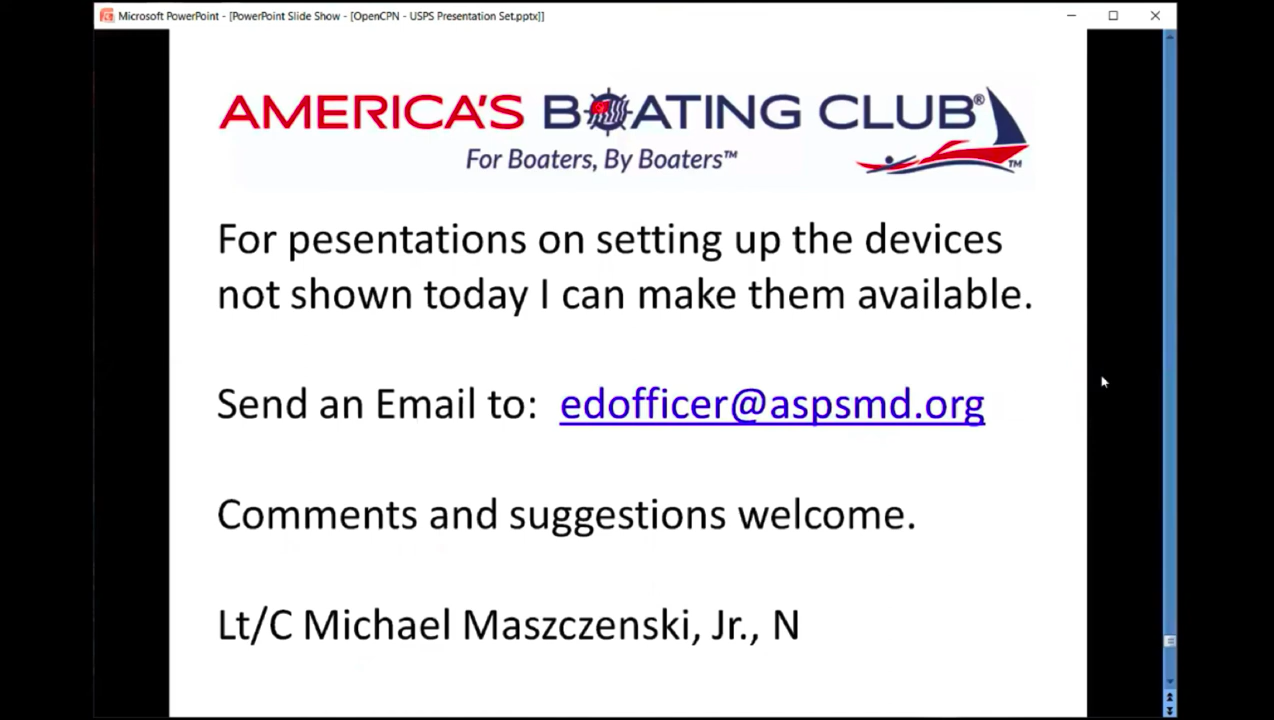 Microsoft PowerPoint - [PowerPoint Slide Show - [OpenCPN - USPS Presentation Set.pptx]]
AMERICA'S BOATING CLUB®
For Boaters, By Boaters™
TM
For pesentations on setting up the devices
not shown today I can make them available.
Send an Email to: edofficer@aspsmd.org
Comments and suggestions welcome.
Lt/C Michael Maszczenski, Jr., N